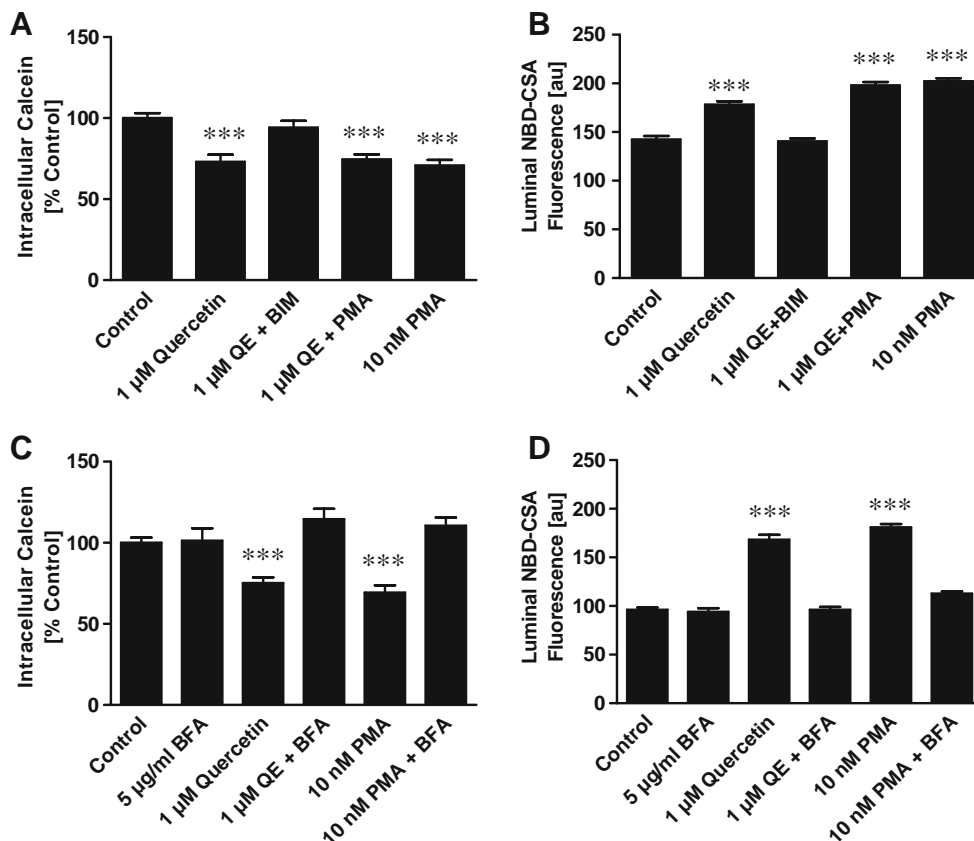 A
Intracellular Calcein
[% Control]
150
100
50
0
***
***
***
Control
1 µM Quercetin
1 µM QE + BIM
1 µM QE + PMA
10 nM PMA
B
Luminal NBD-CSA
Fluorescence [au]
250
200
150
100
50
0
***
***
***
Control
1 µM Quercetin
1 µM QE+BIM
1 µM QE+PMA
10 nM PMA
C
Intracellular Calcein
[% Control]
150
100
50
0
***
***
Control
5 µg/ml BFA
1 µM Quercetin
1 µM QE + BFA
10 nM PMA
10 nM PMA + BFA
D
Luminal NBD-CSA
Fluorescence [au]
250
200
150
100
50
0
***
***
Control
5 µg/ml BFA
1 µM Quercetin
1 µM QE + BFA
10 nM PMA
10 nM PMA + BFA